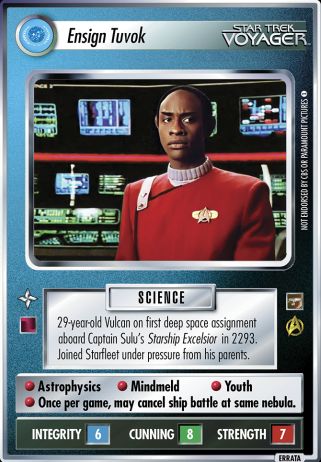 Ensign Tuvok
STAR TREK
VOYAGER
NOT ENDORSED BY CBS OR PARAMOUNT PICTURES
SCIENCE
29-year-old Vulcan on first deep space assignment
aboard Captain Sulu's Starship Excelsior in 2293.
Joined Starfleet under pressure from his parents.
Astrophysics Mindmeld Youth
Once per game, may cancel ship battle at same nebula.
INTEGRITY 6 CUNNING 8 STRENGTH 7
ERRATA